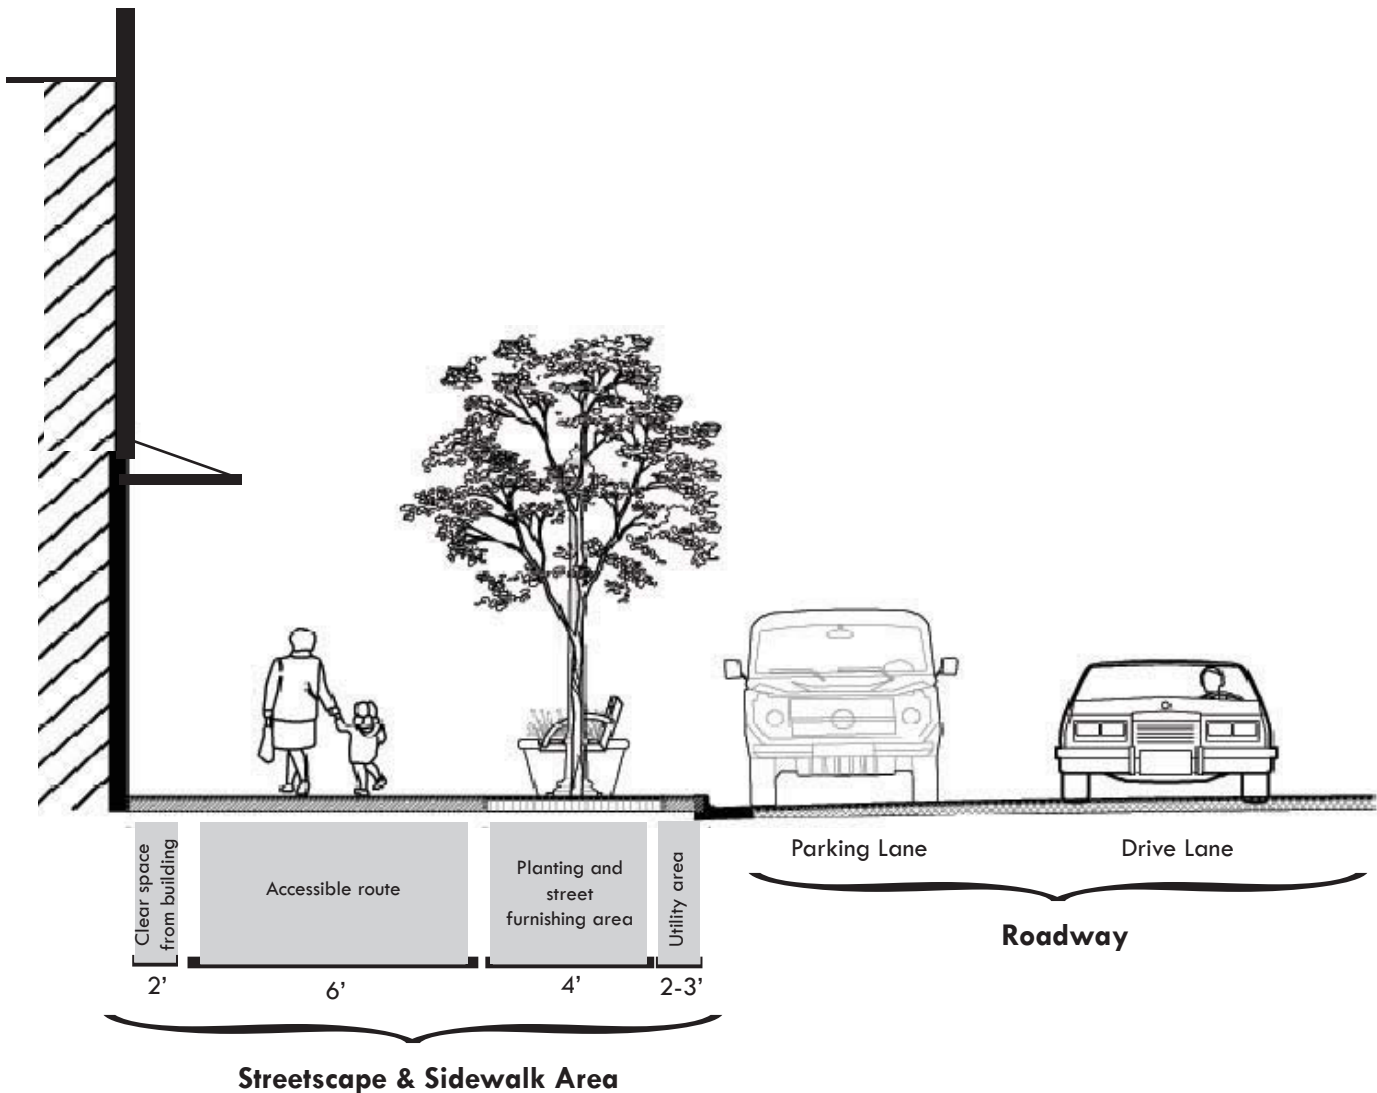 Clear space
from building
Accessible route
Planting and
street
furnishing area
Utility area
Parking Lane
Drive Lane
Roadway
2’
6’
4’
2-3’
Streetscape & Sidewalk Area